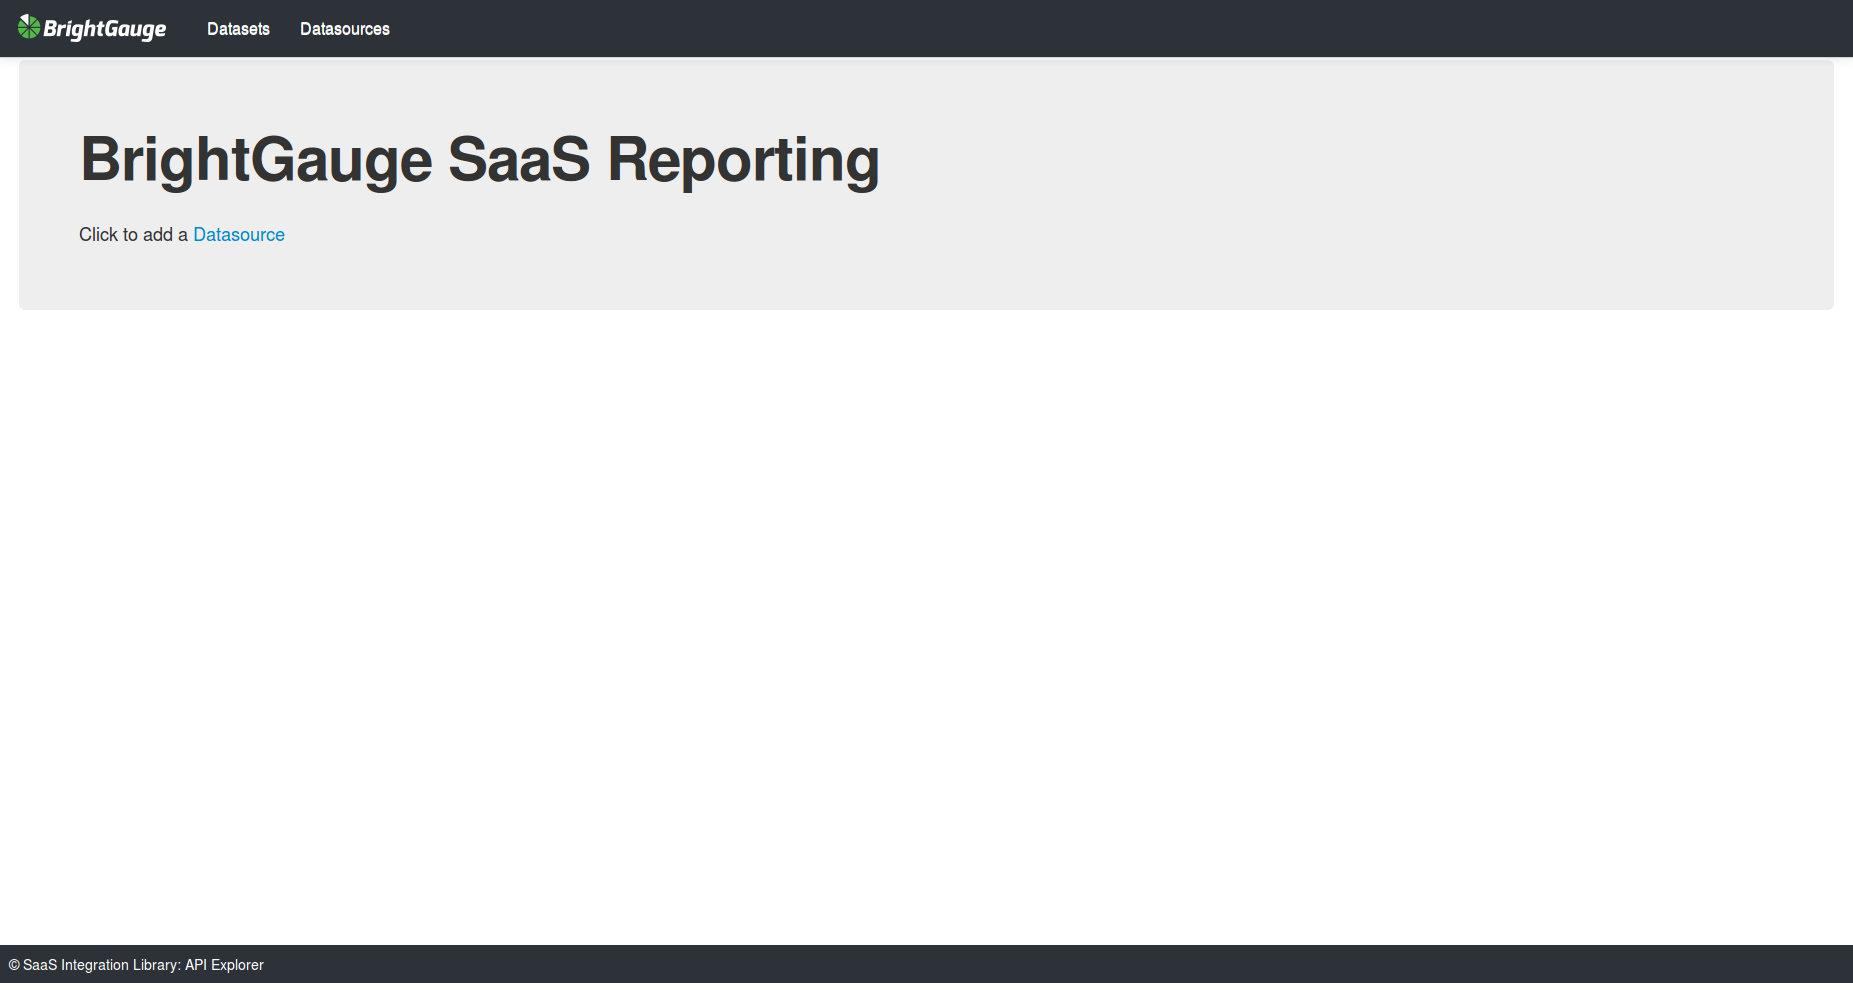 BrightGauge Datasets Datasources
BrightGauge SaaS Reporting
Click to add a Datasource
© SaaS Integration Library: API Explorer